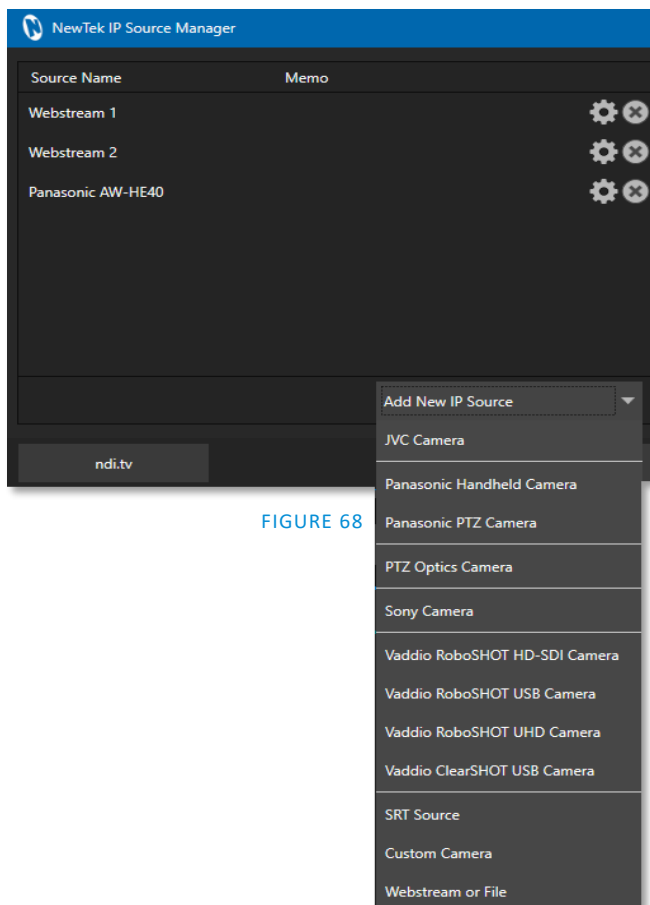 NewTek IP Source Manager
Source Name Memo
Webstream 1
Webstream 2
Panasonic AW-HE40
Add New IP Source
JVC Camera
ndi.tv
Panasonic Handheld Camera
FIGURE 68
Panasonic PTZ Camera
PTZ Optics Camera
Sony Camera
Vaddio RoboSHOT HD-SDI Camera
Vaddio RoboSHOT USB Camera
Vaddio RoboSHOT UHD Camera
Vaddio ClearSHOT USB Camera
SRT Source
Custom Camera
Webstream or File